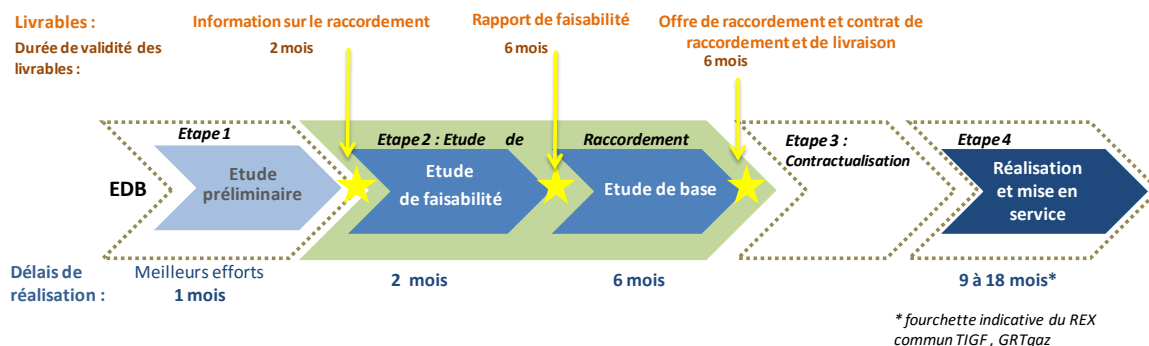 Livrables :
Information sur le raccordement
Rapport de faisabilité
Offre de raccordement et contrat de
raccordement et de livraison
Durée de validité des
livrables :
2 mois
6 mois
6 mois
Etape 1
Etape 2 : Etude de Raccordement
Etape 3 :
Contractualisation
Etape 4
EDB
Etude
préliminaire
Etude
de faisabilité
Etude de base
Réalisation
et mise en
service
Délais de
réalisation :
Meilleurs efforts
1 mois
2 mois
6 mois
9 à 18 mois*
* fourchette indicative du REX
commun TIGF , GRTgaz